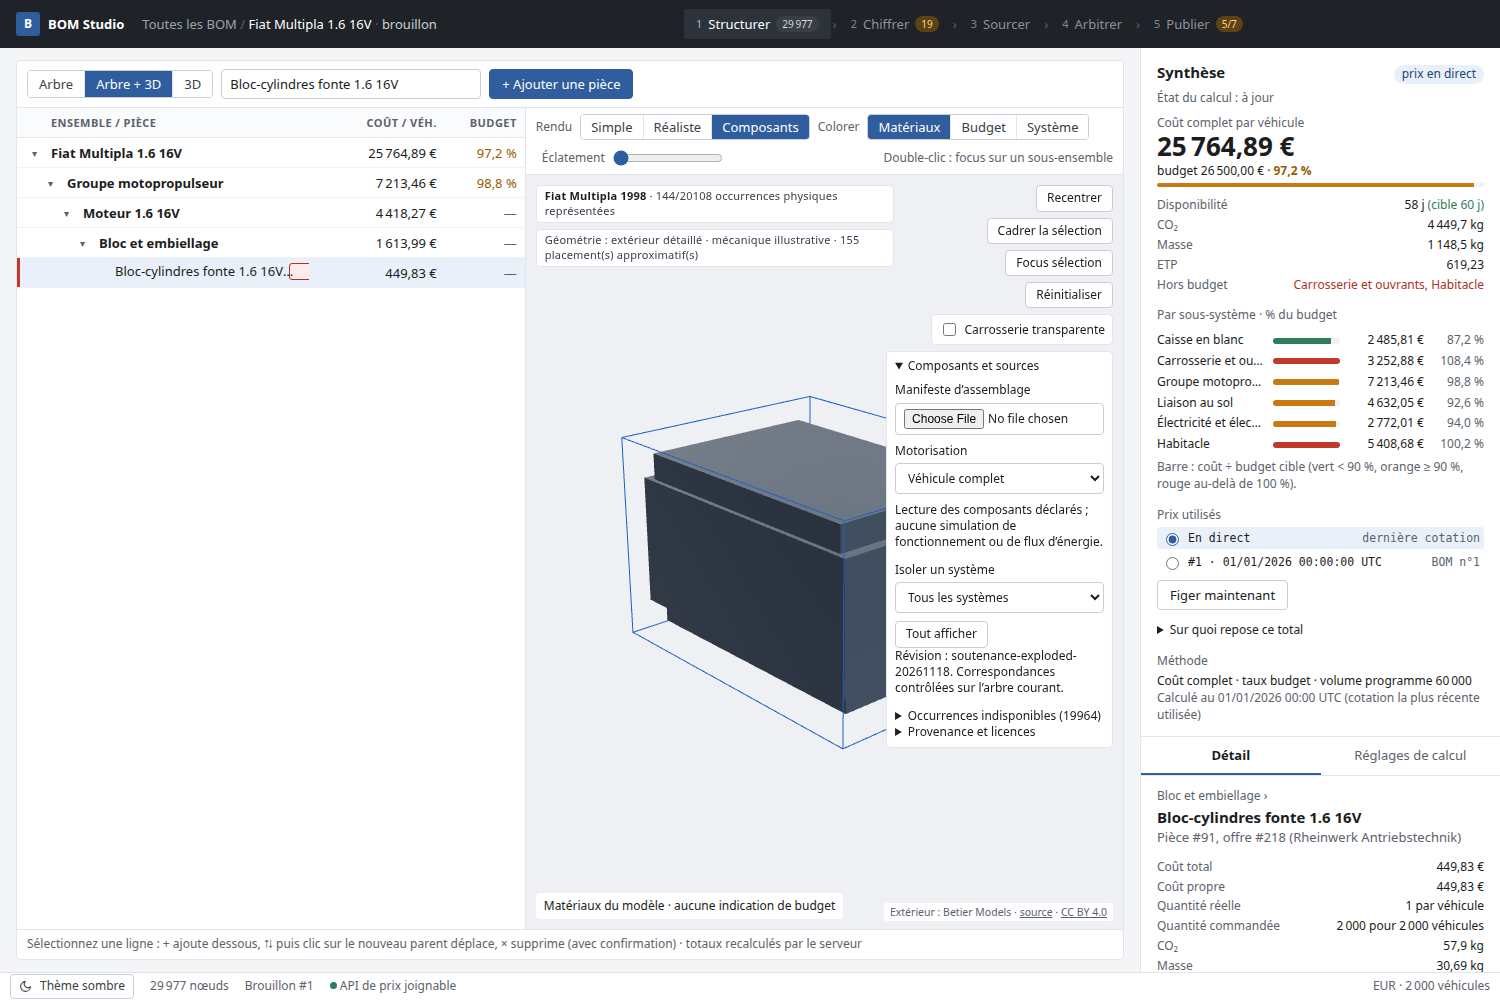 B BOM Studio Toutes les BOM / Fiat Multipla 1.6 16V · brouillon
1 Structurer 29 977 › 2 Chiffrer 19 › 3 Sourcer › 4 Arbitrer › 5 Publier 5/7
Arbre Arbre + 3D 3D Bloc-cylindres fonte 1.6 16V + Ajouter une pièce
ENSEMBLE / PIÈCE COÛT / VÉH. BUDGET
▾ Fiat Multipla 1.6 16V 25 764,89 € 97,2 %
▾ Groupe motopropulseur 7 213,46 € 98,8 %
▾ Moteur 1.6 16V 4 418,27 € —
▾ Bloc et embiellage 1 613,99 € —
Bloc-cylindres fonte 1.6 16V... 449,83 € —
Rendu Simple Réaliste Composants Colorer Matériaux Budget Système
Éclatement Double-clic : focus sur un sous-ensemble
Fiat Multipla 1998 · 144/20108 occurrences physiques
représentées
Géométrie : extérieur détaillé · mécanique illustrative · 155
placement(s) approximatif(s)
Recentrer
Cadrer la sélection
Focus sélection
Réinitialiser
Carrosserie transparente
▼ Composants et sources
Manifeste d’assemblage
Choose File No file chosen
Motorisation
Véhicule complet
Lecture des composants déclarés ;
aucune simulation de
fonctionnement ou de flux d’énergie.
Isoler un système
Tous les systèmes
Tout afficher
Révision : soutenance-exploded-
20261118. Correspondances
contrôlées sur l’arbre courant.
▶ Occurrences indisponibles (19964)
▶ Provenance et licences
Matériaux du modèle · aucune indication de budget
Extérieur : Betier Models · source · CC BY 4.0
Sélectionnez une ligne : + ajoute dessous, ⇅ puis clic sur le nouveau parent déplace, × supprime (avec confirmation) · totaux recalculés par le serveur
Synthèse prix en direct
État du calcul : à jour
Coût complet par véhicule
25 764,89 €
budget 26 500,00 € · 97,2 %
Disponibilité 58 j (cible 60 j)
CO₂ 4 449,7 kg
Masse 1 148,5 kg
ETP 619,23
Hors budget Carrosserie et ouvrants, Habitacle
Par sous-système · % du budget
Caisse en blanc 2 485,81 € 87,2 %
Carrosserie et ou... 3 252,88 € 108,4 %
Groupe motopro... 7 213,46 € 98,8 %
Liaison au sol 4 632,05 € 92,6 %
Électricité et élec... 2 772,01 € 94,0 %
Habitacle 5 408,68 € 100,2 %
Barre : coût ÷ budget cible (vert < 90 %, orange ≥ 90 %,
rouge au-delà de 100 %).
Prix utilisés
En direct dernière cotation
#1 · 01/01/2026 00:00:00 UTC BOM n°1
Figer maintenant
▶ Sur quoi repose ce total
Méthode
Coût complet · taux budget · volume programme 60 000
Calculé au 01/01/2026 00:00 UTC (cotation la plus récente
utilisée)
Détail Réglages de calcul
Bloc et embiellage ›
Bloc-cylindres fonte 1.6 16V
Pièce #91, offre #218 (Rheinwerk Antriebstechnik)
Coût total 449,83 €
Coût propre 449,83 €
Quantité réelle 1 par véhicule
Quantité commandée 2 000 pour 2 000 véhicules
CO₂ 57,9 kg
Masse 30,69 kg
Thème sombre 29 977 nœuds Brouillon #1 API de prix joignable EUR · 2 000 véhicules